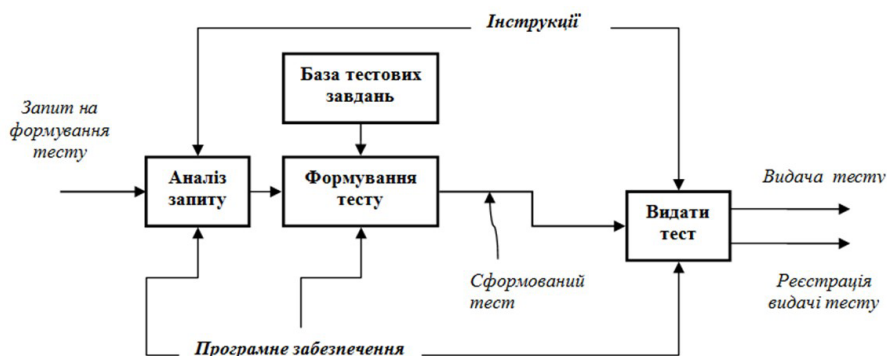 Інструкції
База тестових
завдань
Запит на
формування
тесту
Аналіз
запиту
Формування
тесту
Сформований
тест
Видати
тест
Видача тесту
Реєстрація
видачі тесту
Програмне забезпечення